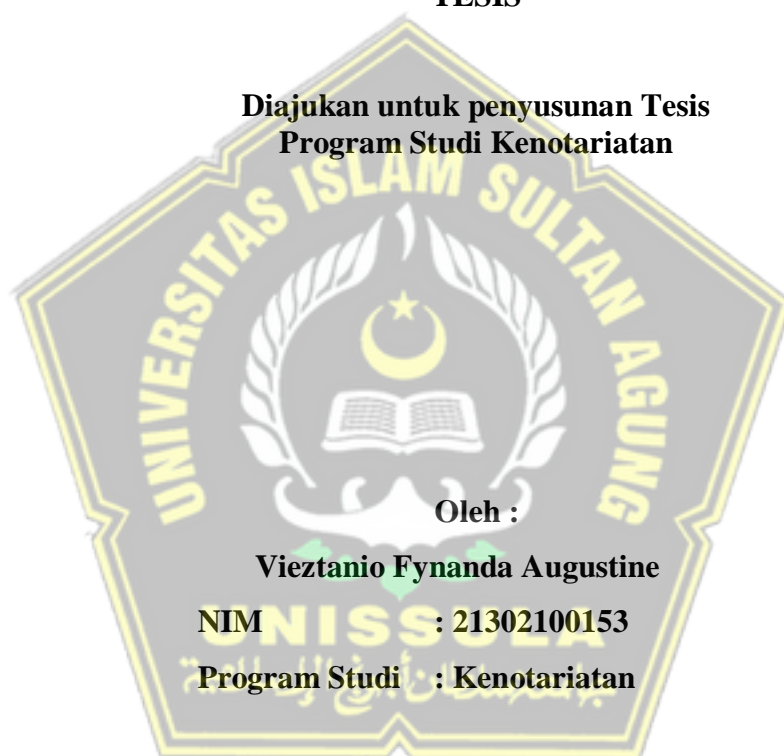 TESIS
Diajukan untuk penyusunan Tesis
Program Studi Kenotariatan
UNIVERSITAS ISLAM SULTAN AGUNG
Oleh :
Vieztanio Fynanda Augustine
NIM : 21302100153
UNISSULA
Program Studi : Kenotariatan